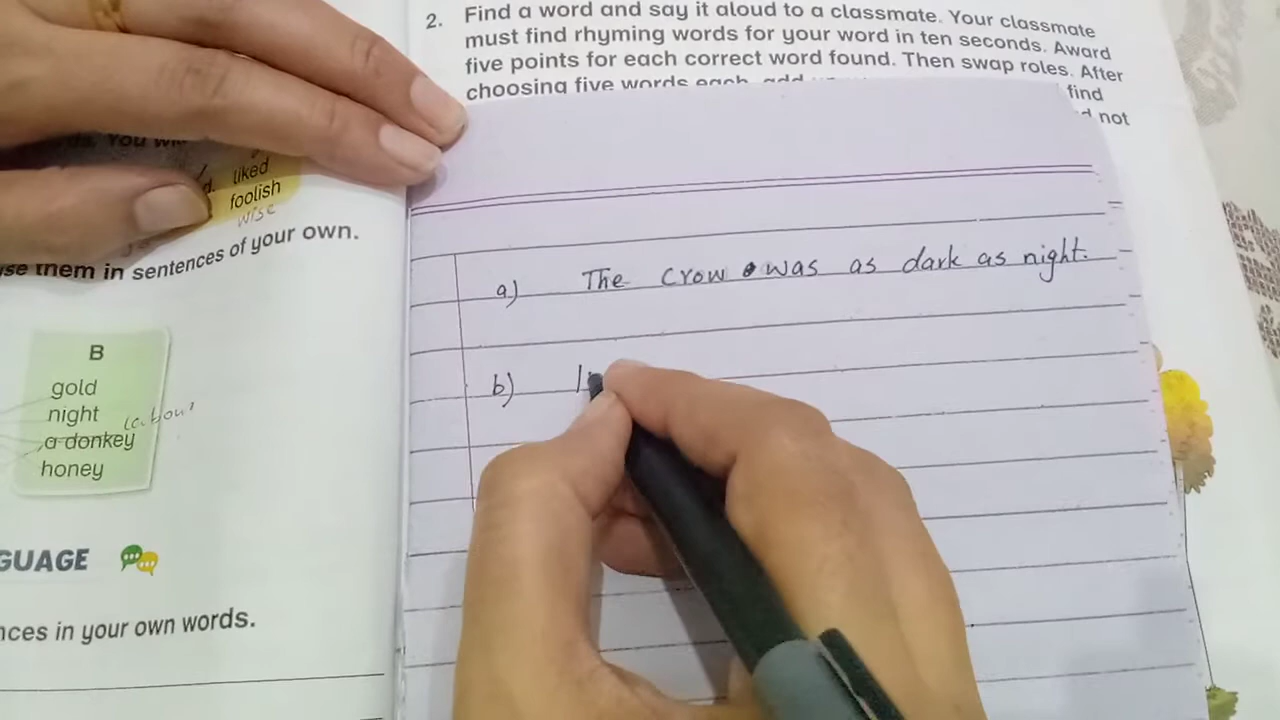 2. Find a word and say it aloud to a classmate. Your classmate
must find rhyming words for your word in ten seconds. Award
five points for each correct word found. Then swap roles. After
choosing five words each, add
find
not
d. liked
foolish
wise
them in sentences of your own.
B
gold
night
a donkey
honey
a) The crow was as dark as night.
b)
GUAGE
in your own words.